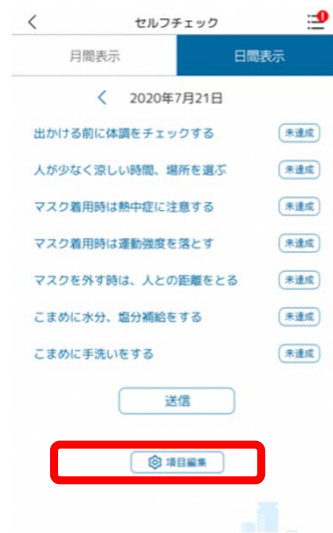 セルフチェック
月間表示
日間表示
2020年7月21日
出かける前に体調をチェックする 未達成
人が少なく涼しい時間、場所を選ぶ 未達成
マスク着用時は熱中症に注意する 未達成
マスク着用時は運動強度を落とす 未達成
マスクを外す時は、人との距離をとる 未達成
こまめに水分、塩分補給をする 未達成
こまめに手洗いをする 未達成
送信
項目編集